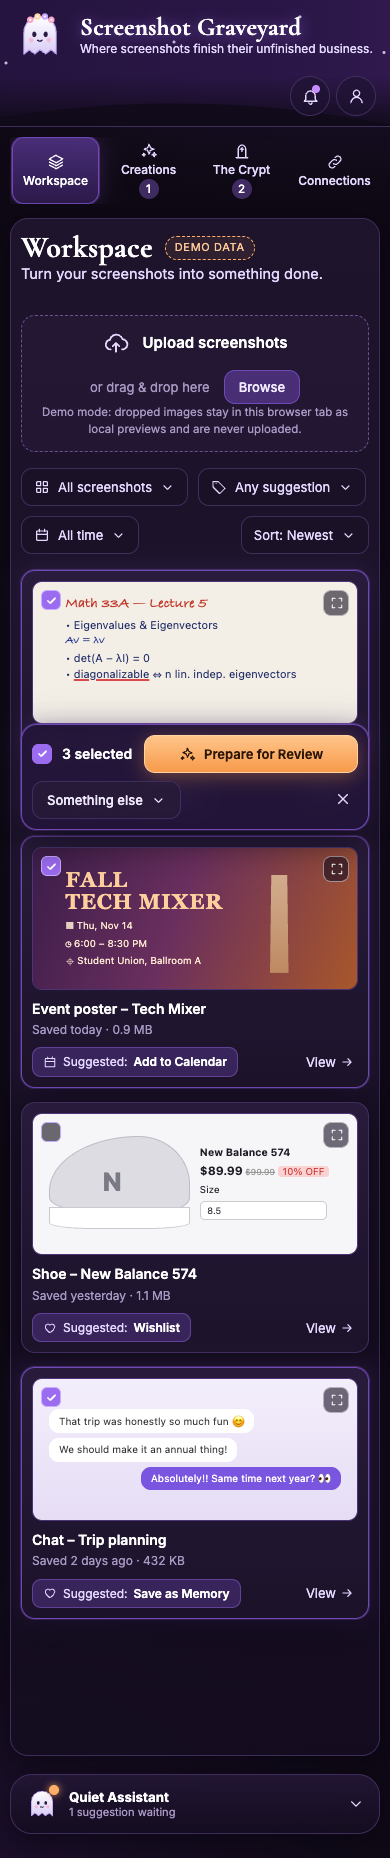 Screenshot Graveyard
Where screenshots finish their unfinished business.
Workspace
Creations
1
The Crypt
2
Connections
Workspace
DEMO DATA
Turn your screenshots into something done.
Upload screenshots
or drag & drop here
Browse
Demo mode: dropped images stay in this browser tab as
local previews and are never uploaded.
All screenshots
Any suggestion
All time
Sort: Newest
Math 33A — Lecture 5
• Eigenvalues & Eigenvectors
Av = λv
• det(A – λI) = 0
• diagonalizable ⇔ n lin. indep. eigenvectors
3 selected
Prepare for Review
Something else
FALL
TECH MIXER
Thu, Nov 14
6:00 – 8:30 PM
Student Union, Ballroom A
Event poster – Tech Mixer
Saved today · 0.9 MB
Suggested: Add to Calendar
View →
N
New Balance 574
$89.99 $99.99 10% OFF
Size
8.5
Shoe – New Balance 574
Saved yesterday · 1.1 MB
Suggested: Wishlist
View →
That trip was honestly so much fun 😊
We should make it an annual thing!
Absolutely!! Same time next year? 👀
Chat – Trip planning
Saved 2 days ago · 432 KB
Suggested: Save as Memory
View →
Quiet Assistant
1 suggestion waiting